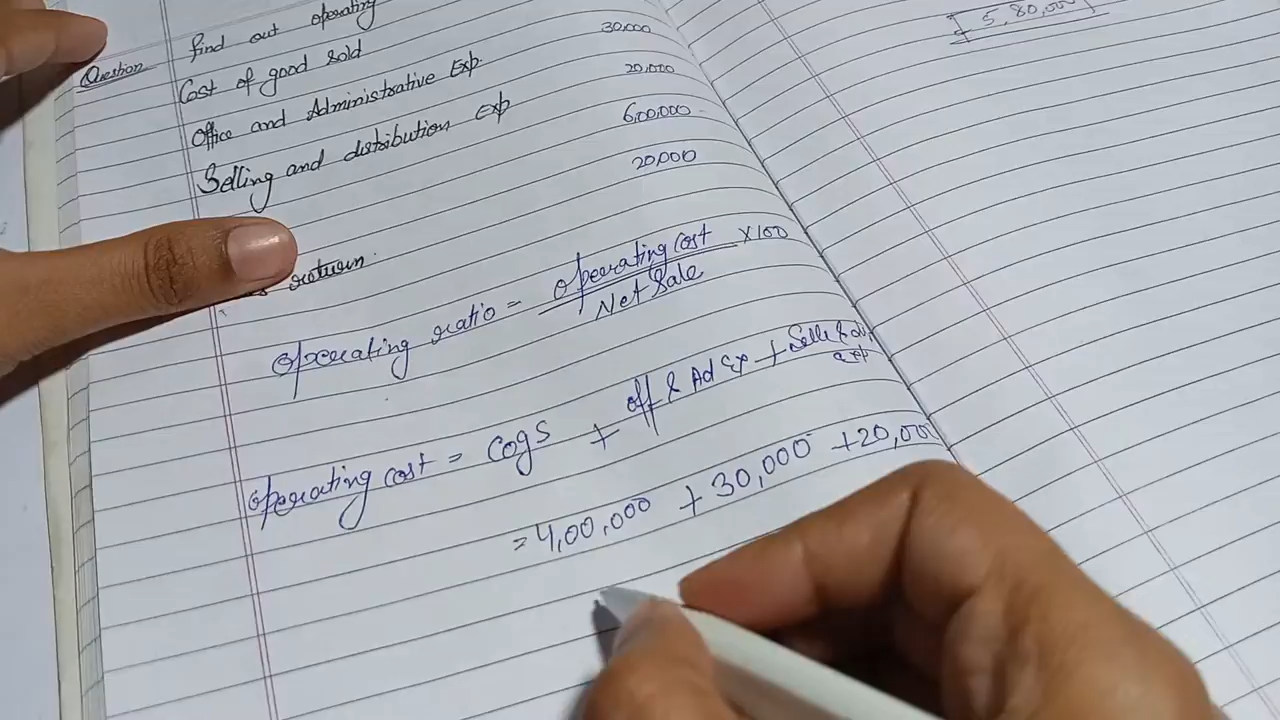 Question find out operating
Cost of good sold
Office and Administrative Exp. 30,000
Selling and distribution Exp 20,000
6,00,000
return 20,000
operating ratio = operating Cost × 100
Net Sale
operating cost = COGS + off & Ad Ex + Sell & dis
exp
= 4,00,000 + 30,000 + 20,000
5,80,000